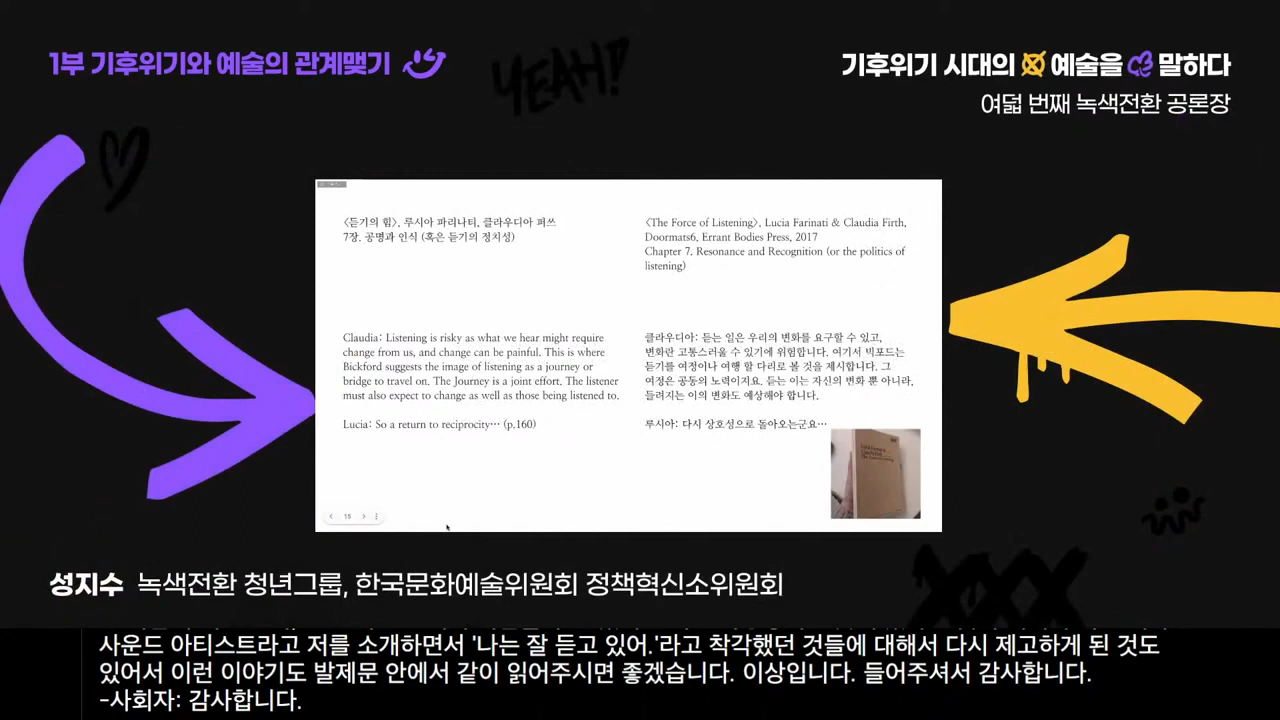 1부 기후위기와 예술의 관계맺기
YEAH!
기후위기 시대의 예술을 말하다
여덟 번째 녹색전환 공론장
〈듣기의 힘〉, 루시아 파리나티, 클라우디아 퍼쓰
7장. 공명과 인식 (혹은 듣기의 정치성)
〈The Force of Listening〉, Lucia Farinati & Claudia Firth,
Doormats6, Errant Bodies Press, 2017
Chapter 7. Resonance and Recognition (or the politics of
listening)
Claudia: Listening is risky as what we hear might require
change from us, and change can be painful. This is where
Bickford suggests the image of listening as a journey or
bridge to travel on. The Journey is a joint effort. The listener
must also expect to change as well as those being listened to.
Lucia: So a return to reciprocity… (p.160)
클라우디아: 듣는 일은 우리의 변화를 요구할 수 있고,
변화란 고통스러울 수 있기에 위험합니다. 여기서 빅포드는
듣기를 여정이나 여행 할 다리로 볼 것을 제시합니다. 그
여정은 공동의 노력이지요. 듣는 이는 자신의 변화 뿐 아니라,
들려지는 이의 변화도 예상해야 합니다.
루시아: 다시 상호성으로 돌아오는군요…
15
XXX
성지수 녹색전환 청년그룹, 한국문화예술위원회 정책혁신소위원회
사운드 아티스트라고 저를 소개하면서 '나는 잘 듣고 있어.'라고 착각했던 것들에 대해서 다시 제고하게 된 것도
있어서 이런 이야기도 발제문 안에서 같이 읽어주시면 좋겠습니다. 이상입니다. 들어주셔서 감사합니다.
-사회자: 감사합니다.